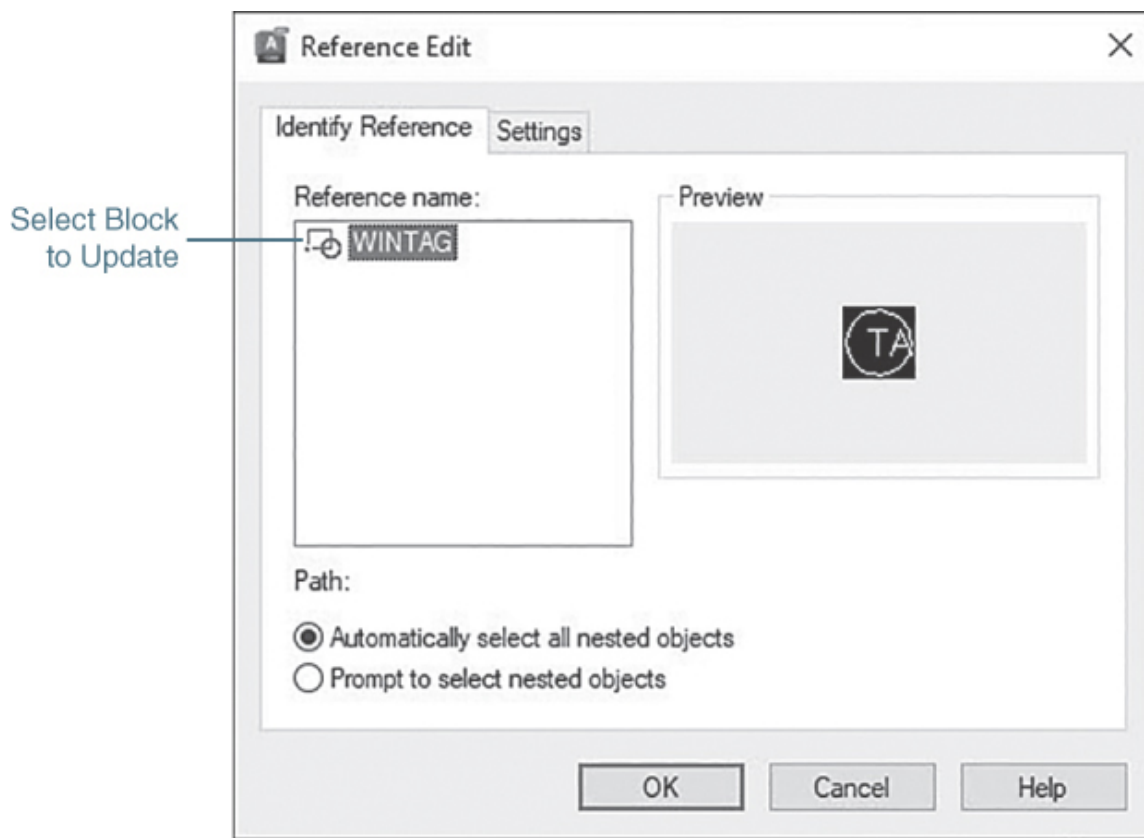 Reference Edit
Identify Reference
Settings
Reference name:
Preview
Select Block
to Update
WINTAG
TA
Path:
Automatically select all nested objects
Prompt to select nested objects
OK
Cancel
Help